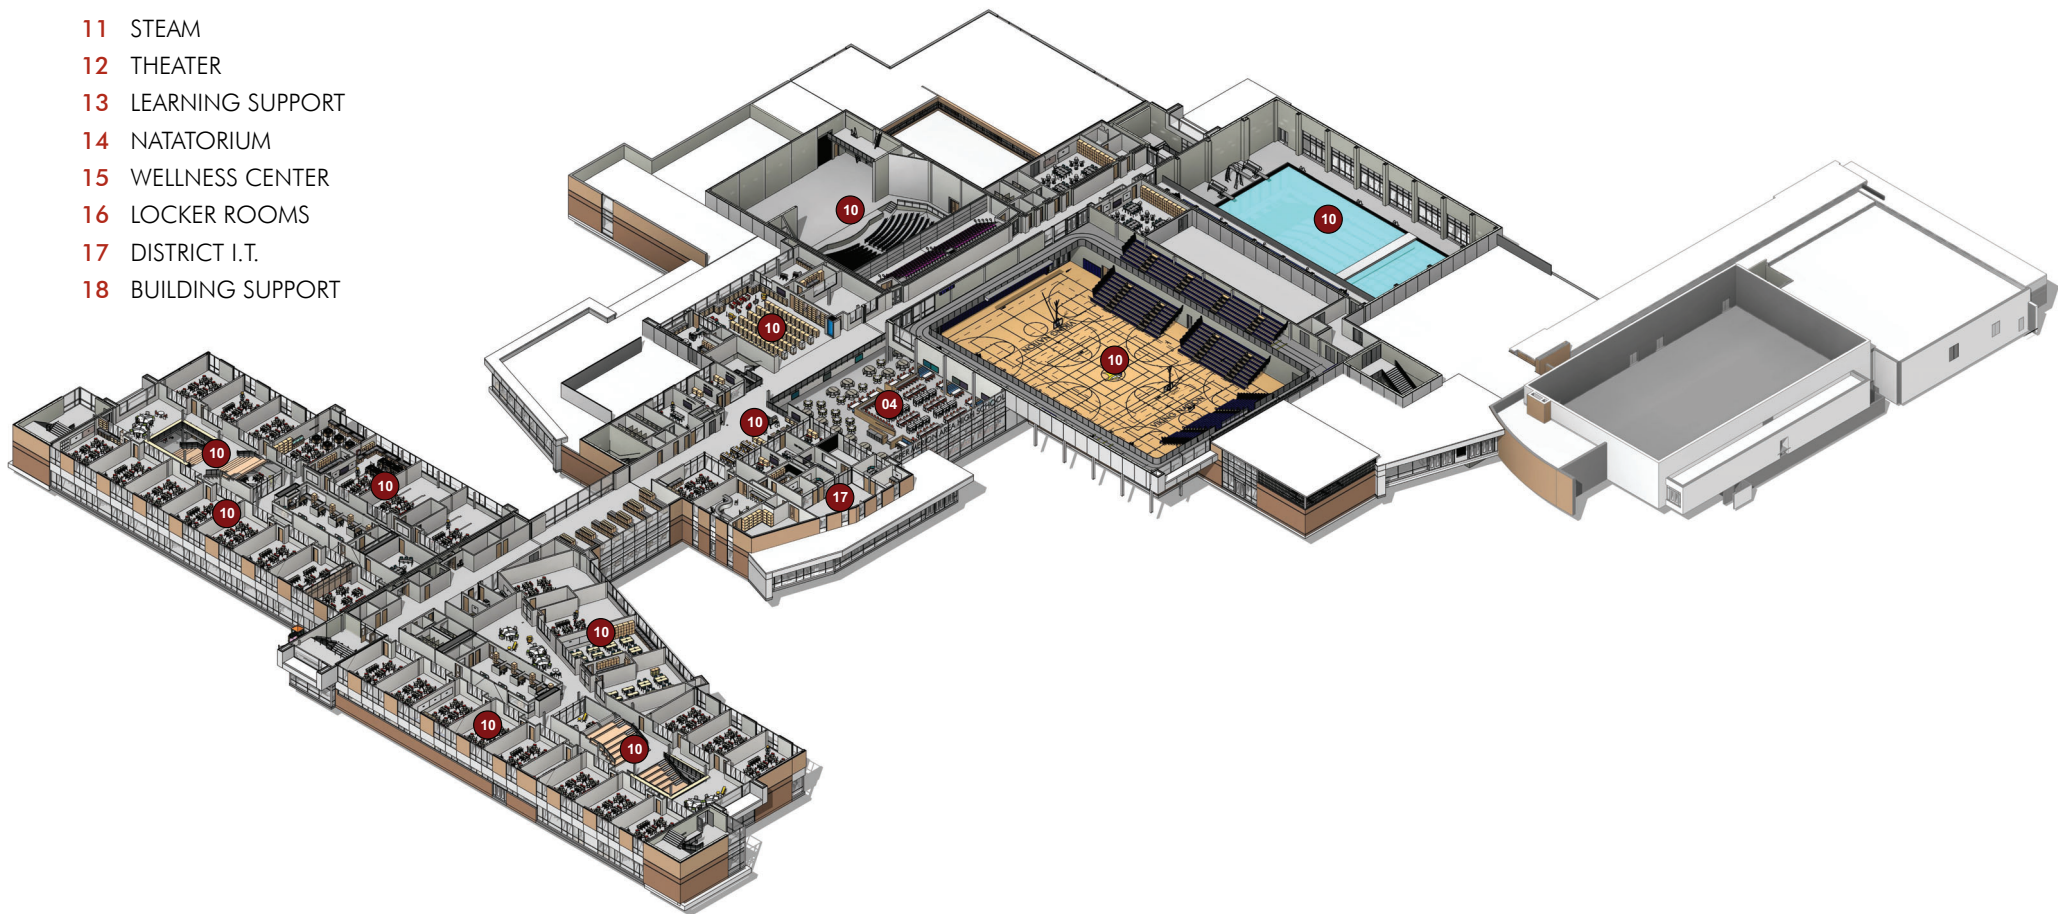 11 STEAM
12 THEATER
13 LEARNING SUPPORT
14 NATATORIUM
15 WELLNESS CENTER
16 LOCKER ROOMS
17 DISTRICT I.T.
18 BUILDING SUPPORT
10
10
10
10
04
10
10
10
17
10
10
10
10